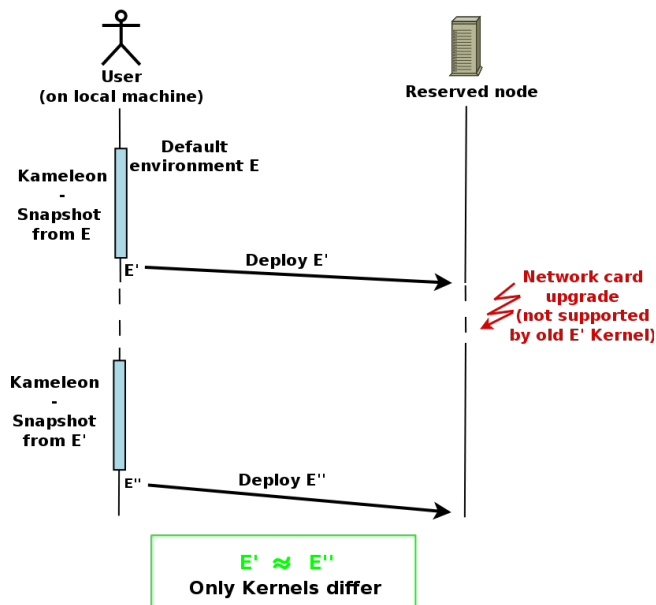 User
(on local machine)
Reserved node
Default
environment E
Kameleon
-
Snapshot
from E
E'
Deploy E'
Network card
upgrade
(not supported
by old E' Kernel)
Kameleon
-
Snapshot
from E'
E''
Deploy E''
E' ≈ E''
Only Kernels differ